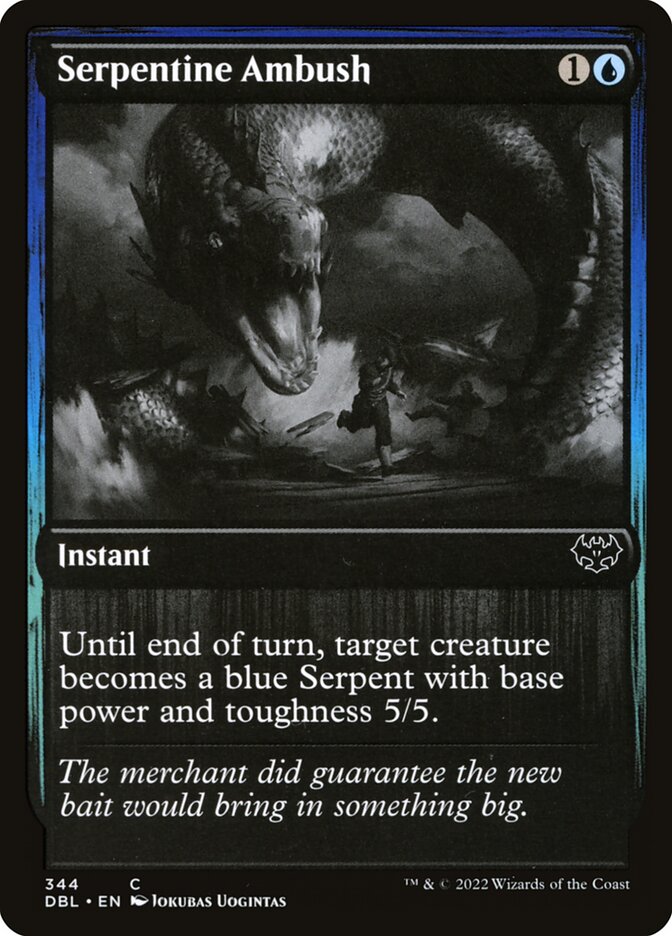 Serpentine Ambush 1
Instant
Until end of turn, target creature
becomes a blue Serpent with base
power and toughness 5/5.
The merchant did guarantee the new
bait would bring in something big.
344 C ™ & © 2022 Wizards of the Coast
DBL • EN Jokubas Uogintas